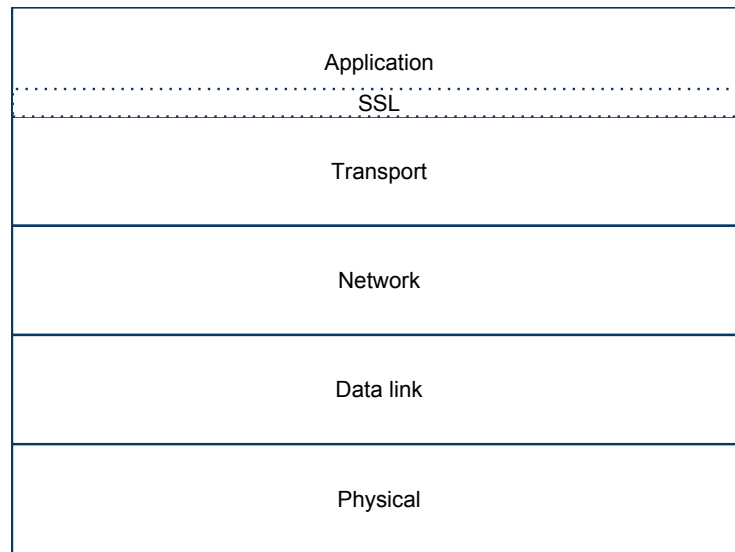 Application
SSL
Transport
Network
Data link
Physical